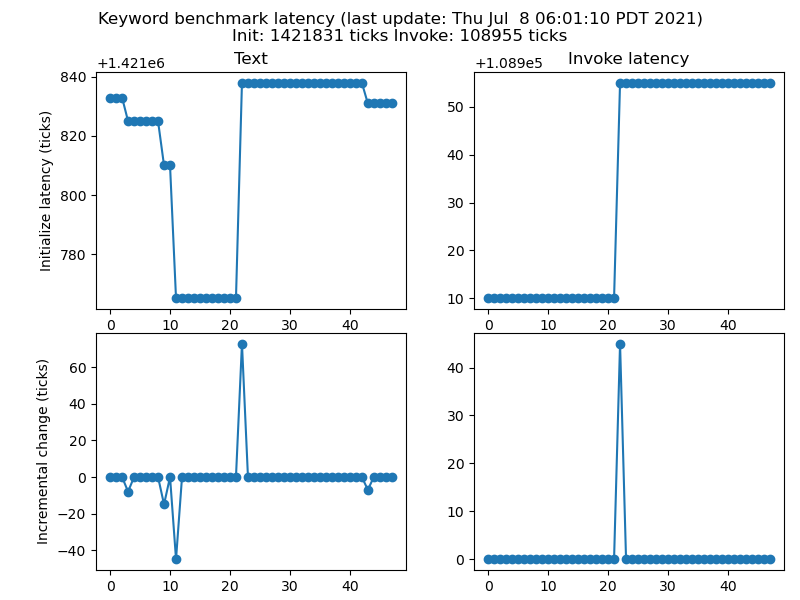 Keyword benchmark latency (last update: Thu Jul  8 06:01:10 PDT 2021)
Init: 1421831 ticks Invoke: 108955 ticks
Text
Invoke latency
+1.421e6
+1.089e5
Initialize latency (ticks)
840
820
800
780
0 10 20 30 40
50
40
30
20
10
0 10 20 30 40
Incremental change (ticks)
60
40
20
0
−20
−40
0 10 20 30 40
40
30
20
10
0
0 10 20 30 40